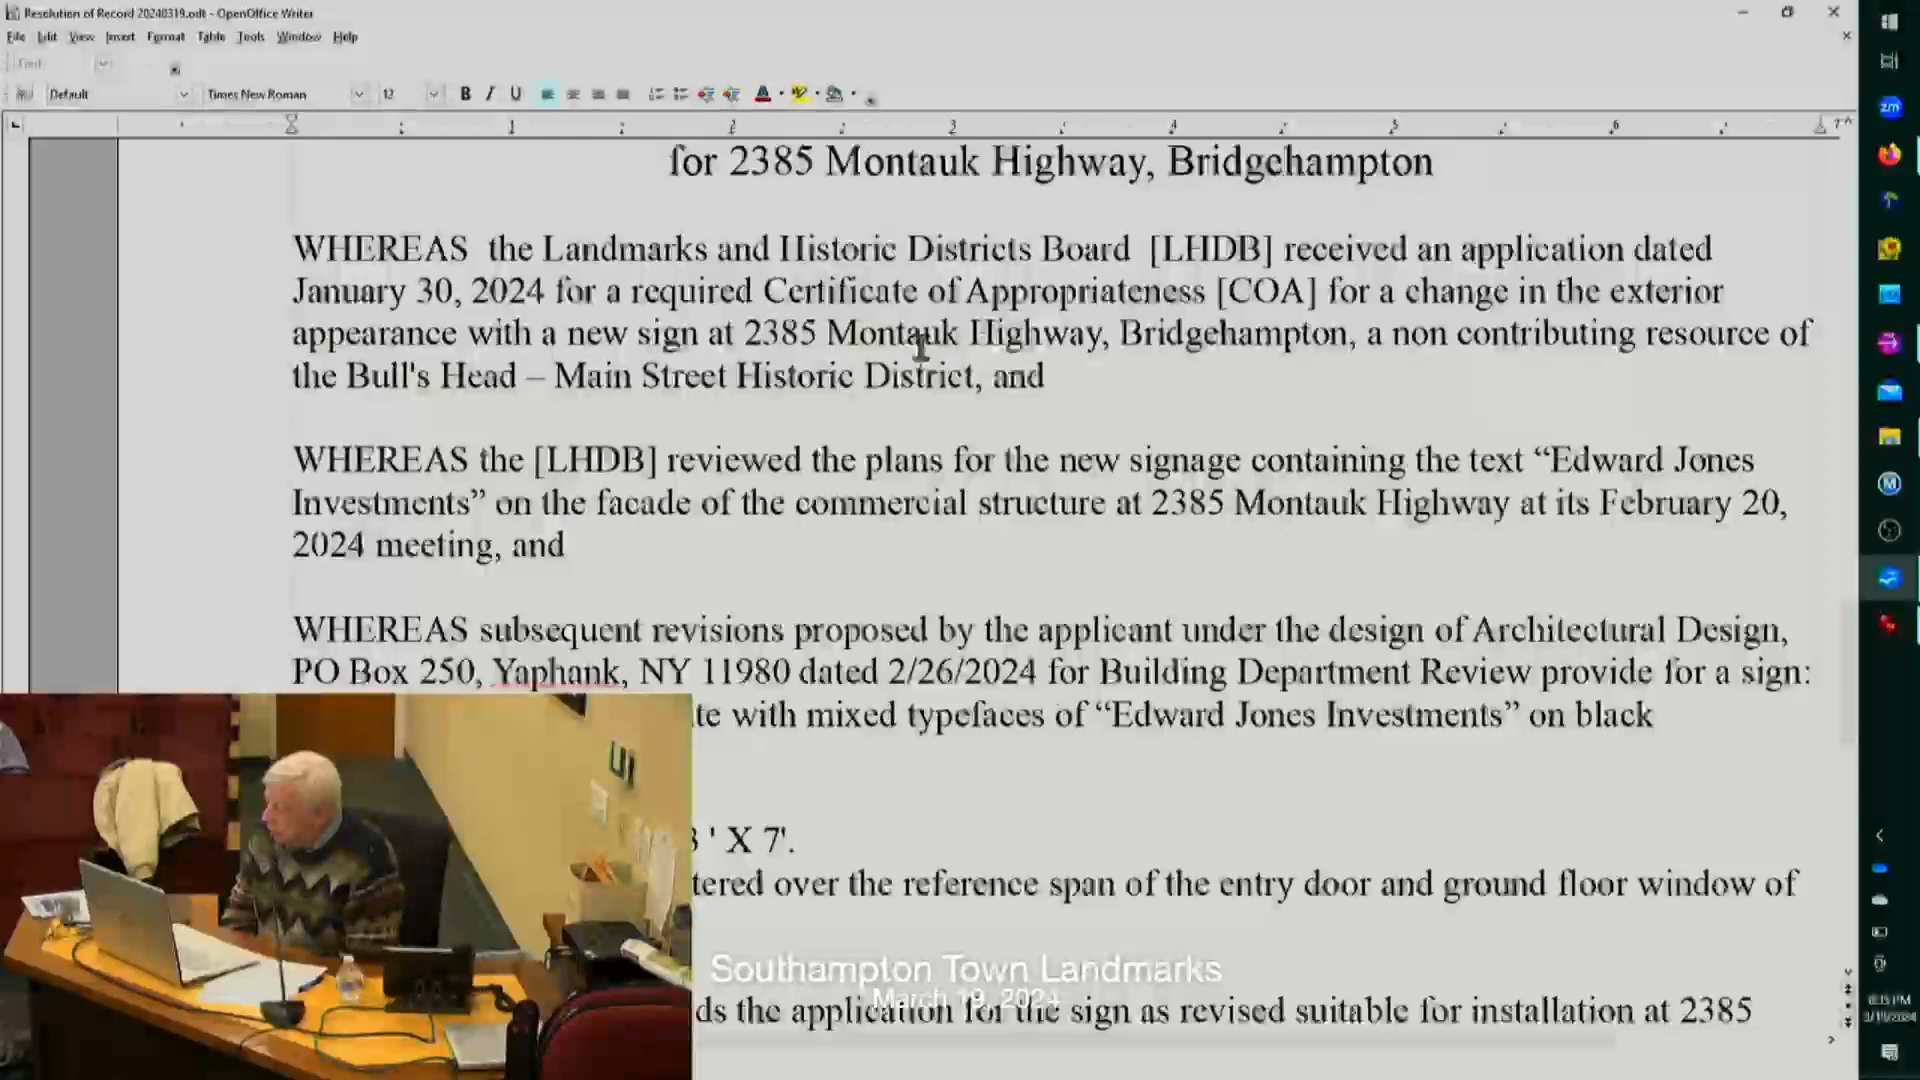 Resolution of Record 20240319.odt - OpenOffice Writer
File Edit View Insert Format Table Tools Window Help
Default Times New Roman 12 B I U
1 2 3 4 5 6 7
for 2385 Montauk Highway, Bridgehampton
WHEREAS the Landmarks and Historic Districts Board [LHDB] received an application dated
January 30, 2024 for a required Certificate of Appropriateness [COA] for a change in the exterior
appearance with a new sign at 2385 Montauk Highway, Bridgehampton, a non contributing resource of
the Bull's Head – Main Street Historic District, and
WHEREAS the [LHDB] reviewed the plans for the new signage containing the text “Edward Jones
Investments” on the facade of the commercial structure at 2385 Montauk Highway at its February 20,
2024 meeting, and
WHEREAS subsequent revisions proposed by the applicant under the design of Architectural Design,
PO Box 250, Yaphank, NY 11980 dated 2/26/2024 for Building Department Review provide for a sign:
te with mixed typefaces of “Edward Jones Investments” on black
' X 7'.
tered over the reference span of the entry door and ground floor window of
Southampton Town Landmarks
March 19, 2024
ds the application for the sign as revised suitable for installation at 2385
zm